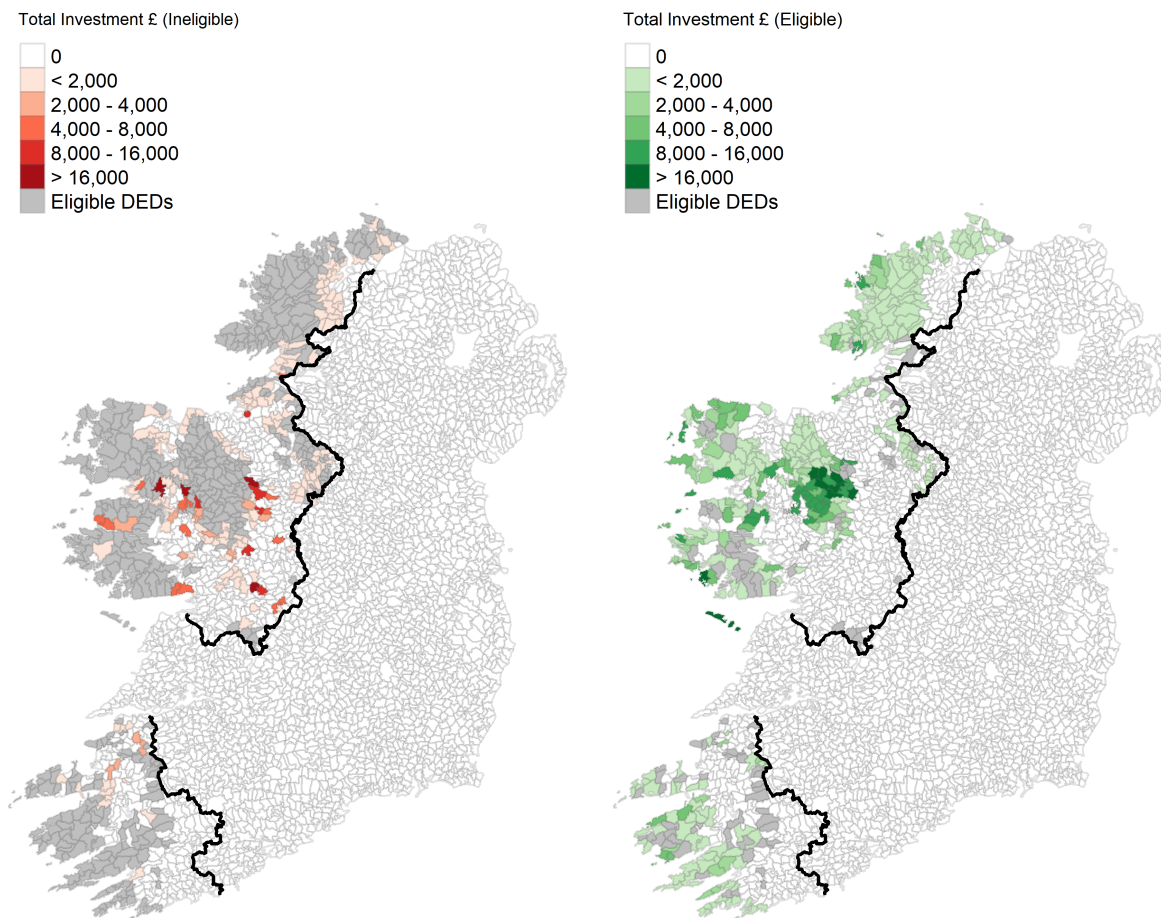 Total Investment £ (Ineligible)
0
< 2,000
2,000 - 4,000
4,000 - 8,000
8,000 - 16,000
> 16,000
Eligible DEDs
Total Investment £ (Eligible)
0
< 2,000
2,000 - 4,000
4,000 - 8,000
8,000 - 16,000
> 16,000
Eligible DEDs